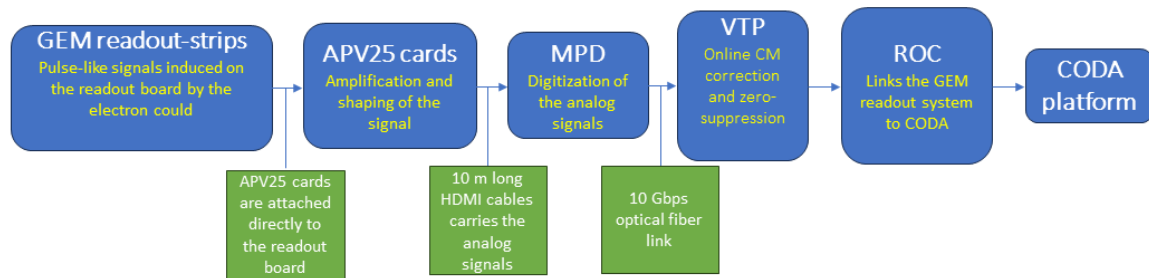 GEM readout-strips
Pulse-like signals induced on
the readout board by the
electron could
APV25 cards
Amplification and
shaping of the
signal
MPD
Digitization of
the analog
signals
VTP
Online CM
correction
and zero-
suppression
ROC
Links the GEM
readout system
to CODA
CODA
platform
APV25 cards
are attached
directly to
the readout
board
10 m long
HDMI cables
carries the
analog
signals
10 Gbps
optical fiber
link